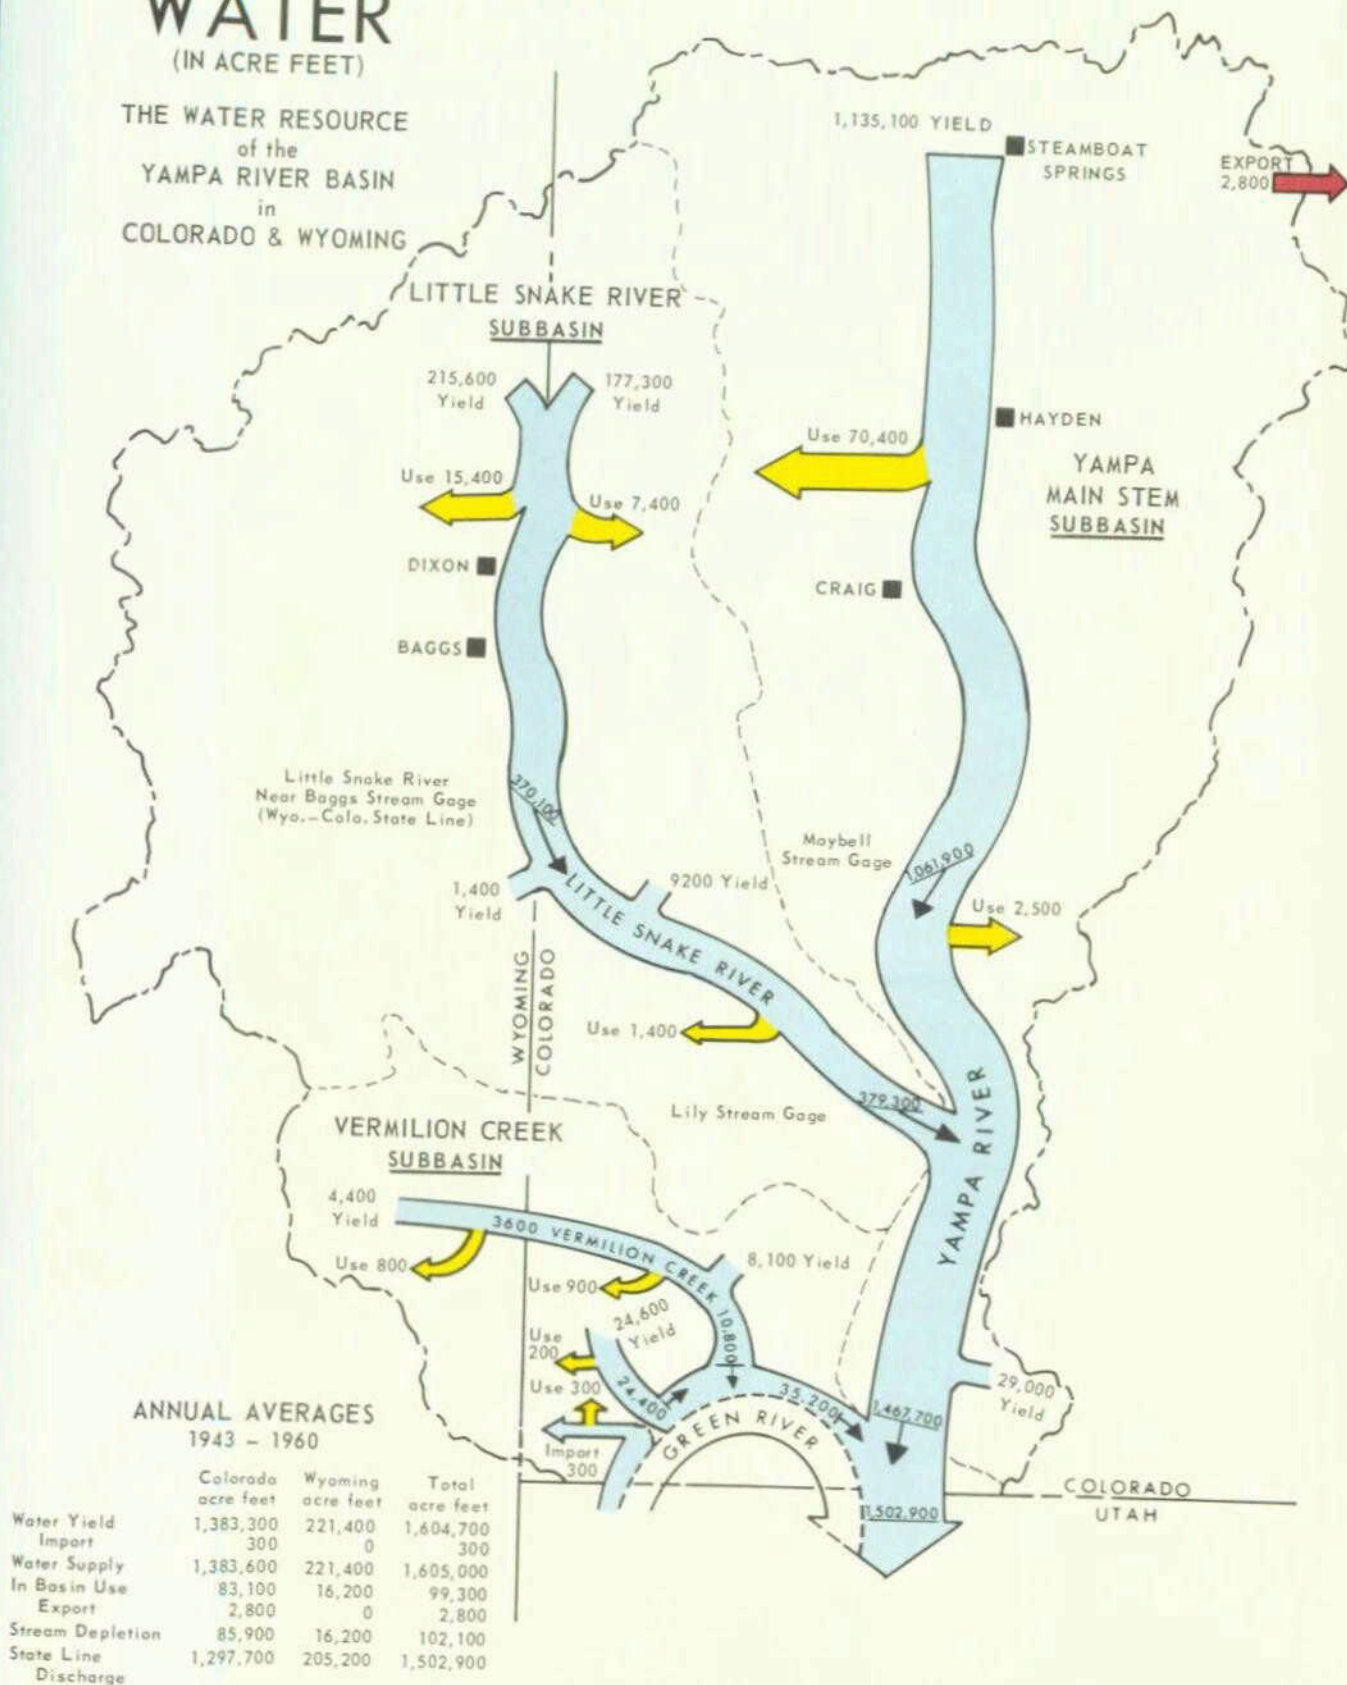 WATER
(IN ACRE FEET)
THE WATER RESOURCE
of the
YAMPA RIVER BASIN
in
COLORADO & WYOMING
1,135,100 YIELD
STEAMBOAT
SPRINGS
EXPORT
2,800
LITTLE SNAKE RIVER
SUBBASIN
215,600
Yield
177,300
Yield
Use 15,400
Use 7,400
Use 70,400
HAYDEN
YAMPA
MAIN STEM
SUBBASIN
DIXON
CRAIG
BAGGS
Little Snake River
Near Baggs Stream Gage
(Wyo.-Colo. State Line)
370,100
Maybell
Stream Gage
1,061,900
1,400
Yield
9200 Yield
Use 2,500
LITTLE SNAKE RIVER
WYOMING
COLORADO
Use 1,400
379,300
Lily Stream Gage
YAMPA RIVER
VERMILION CREEK
SUBBASIN
4,400
Yield
3600 VERMILION CREEK 10,800
8,100 Yield
Use 800
Use 900
24,600
Yield
Use
200
Use 300
24,400
35,200
1,467,700
29,000
Yield
GREEN RIVER
Import
300
COLORADO
UTAH
1,502,900
ANNUAL AVERAGES
1943 - 1960
Colorado Wyoming Total
acre feet acre feet acre feet
Water Yield 1,383,300 221,400 1,604,700
Import 300 0 300
Water Supply 1,383,600 221,400 1,605,000
In Basin Use 83,100 16,200 99,300
Export 2,800 0 2,800
Stream Depletion 85,900 16,200 102,100
State Line 1,297,700 205,200 1,502,900
Discharge